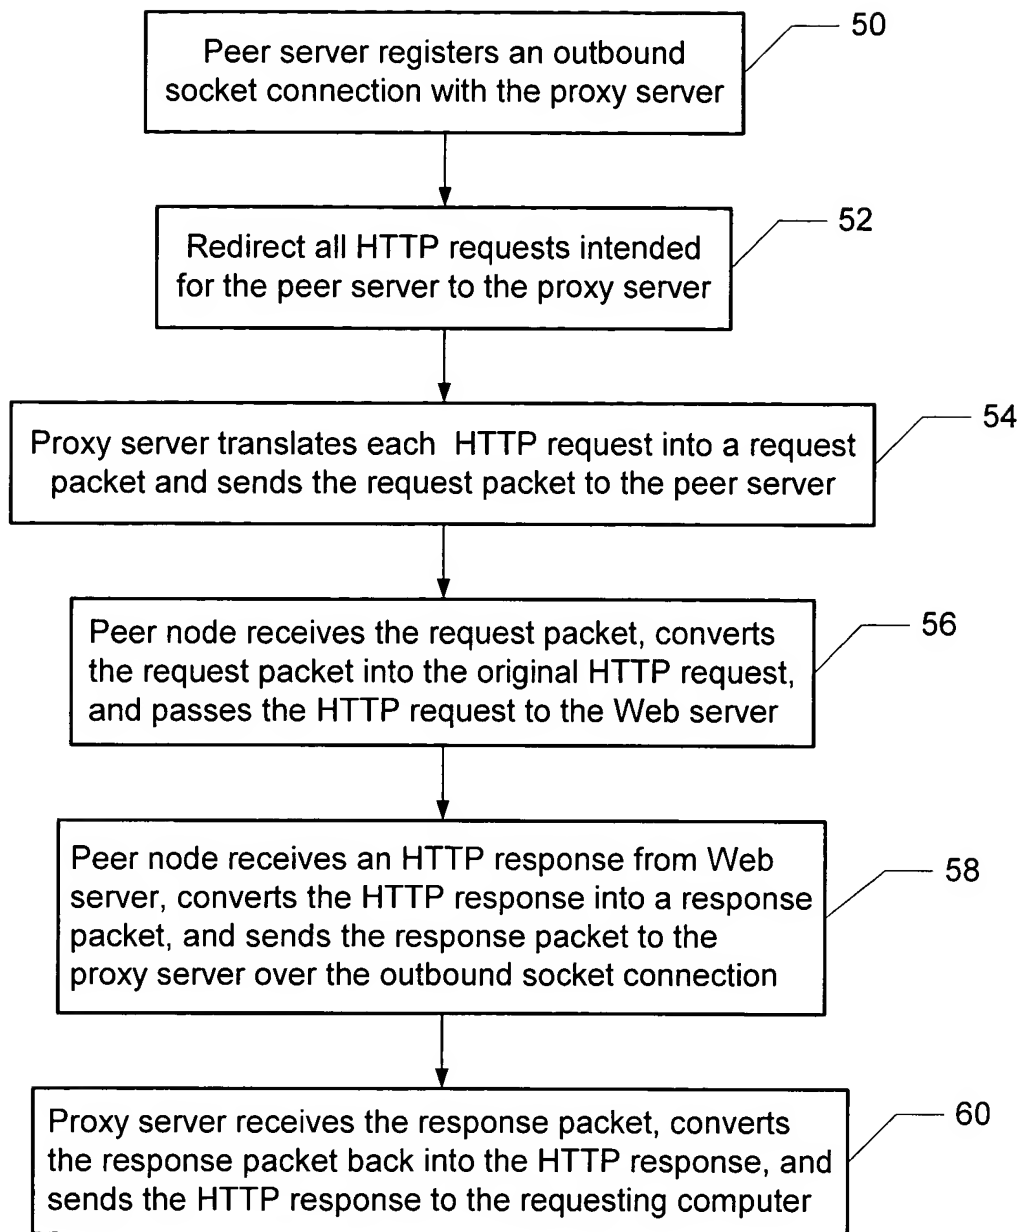 Peer server registers an outbound
socket connection with the proxy server
50
Redirect all HTTP requests intended
for the peer server to the proxy server
52
Proxy server translates each HTTP request into a request
packet and sends the request packet to the peer server
54
Peer node receives the request packet, converts
the request packet into the original HTTP request,
and passes the HTTP request to the Web server
56
Peer node receives an HTTP response from Web
server, converts the HTTP response into a response
packet, and sends the response packet to the
proxy server over the outbound socket connection
58
Proxy server receives the response packet, converts
the response packet back into the HTTP response, and
sends the HTTP response to the requesting computer
60